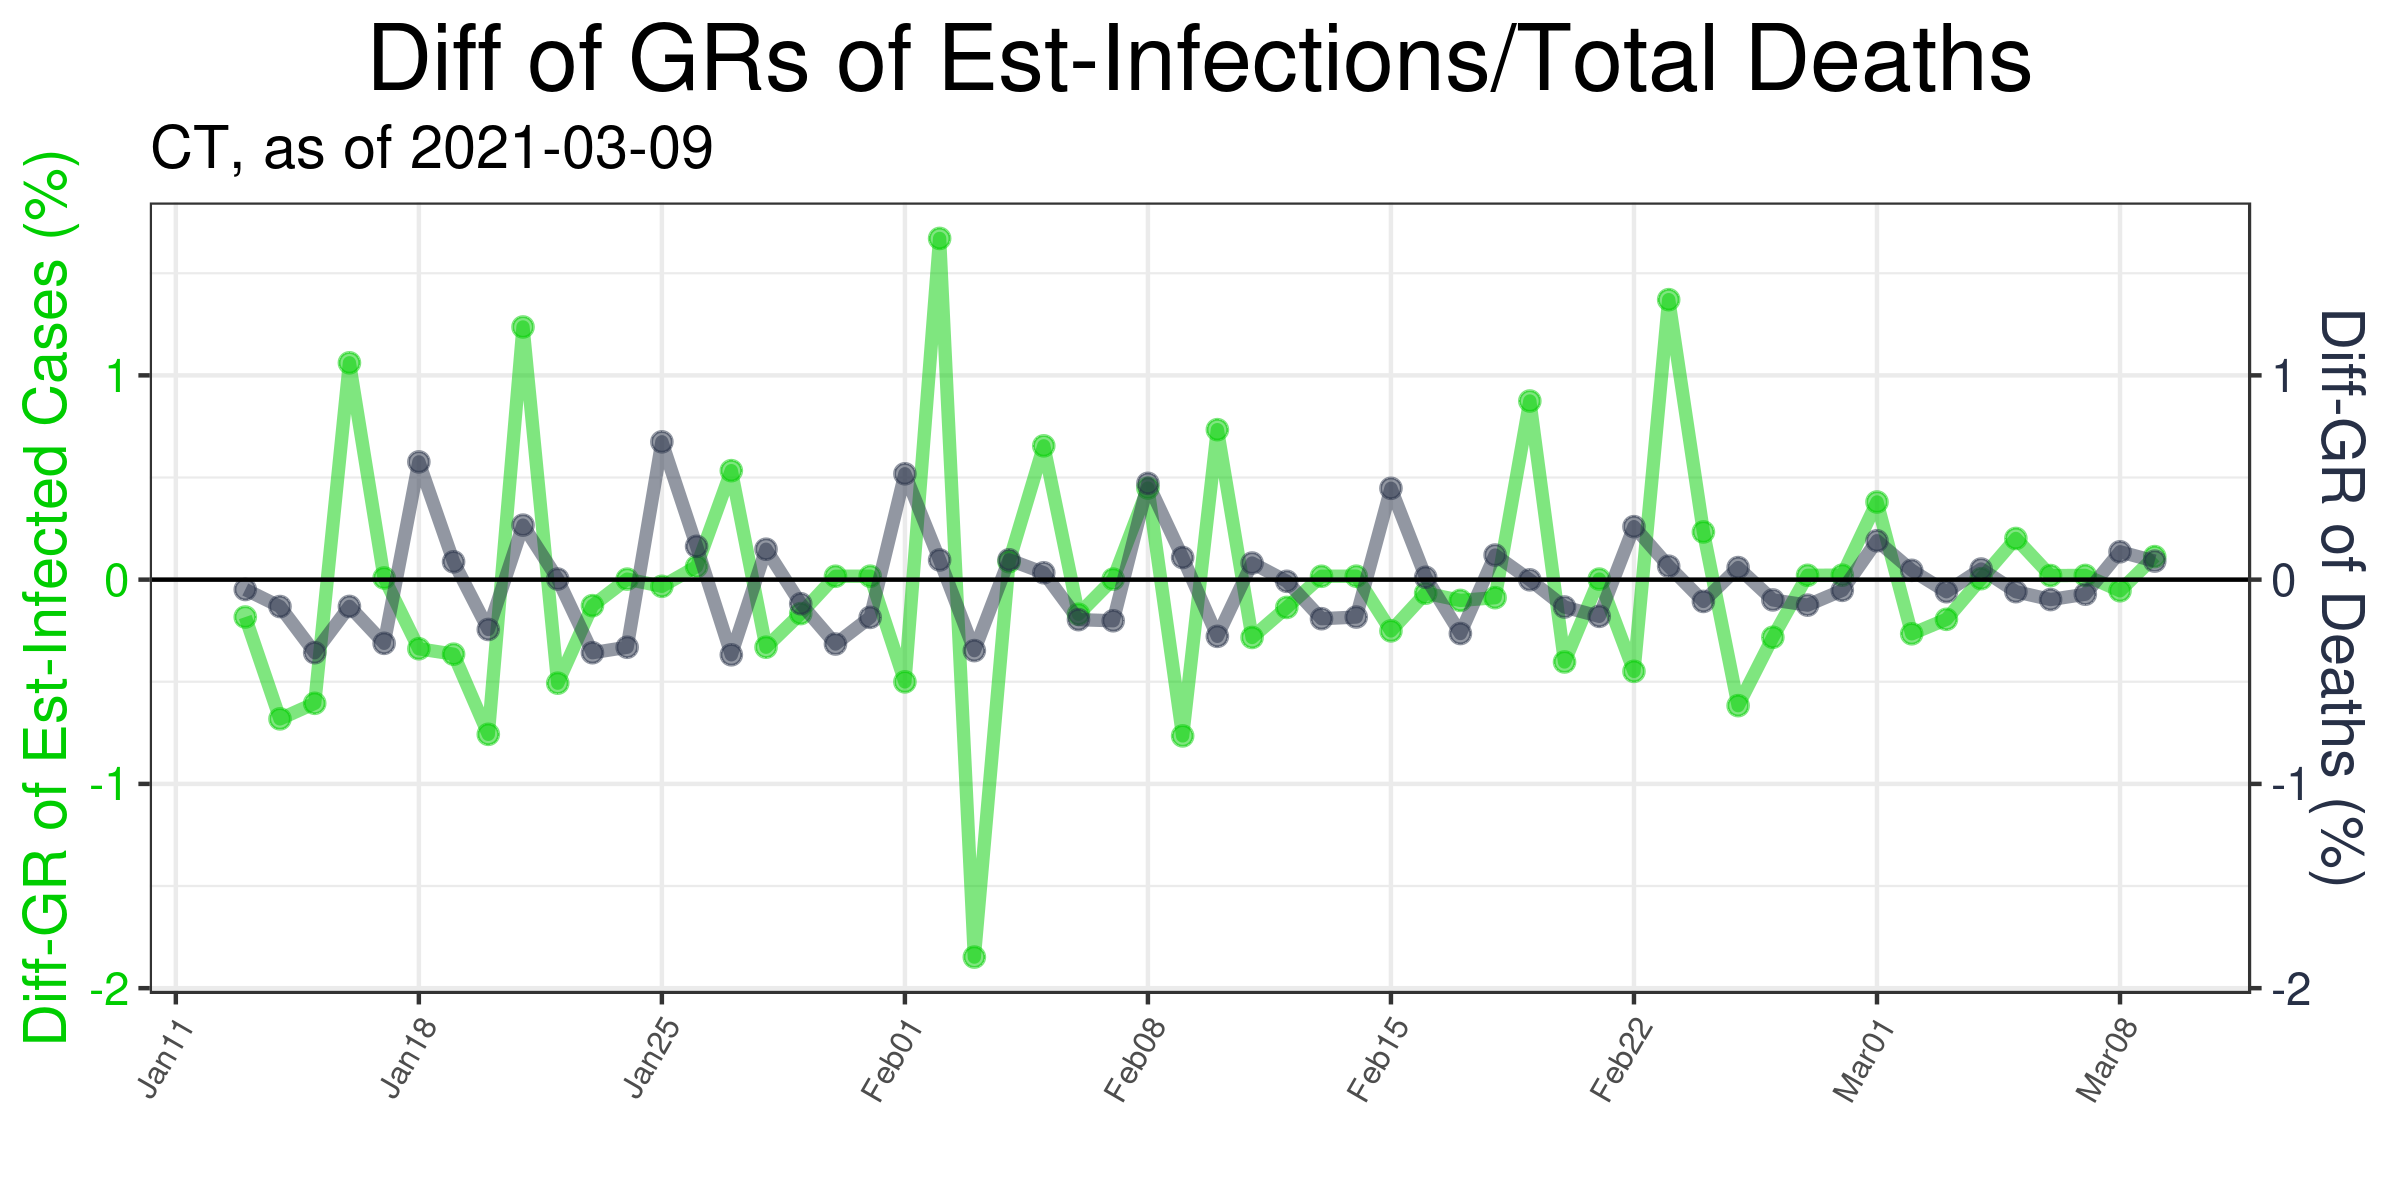 Diff of GRs of Est-Infections/Total Deaths
CT, as of 2021-03-09
Diff-GR of Est-Infected Cases (%)
1
0
-1
-2
1
0
-1
-2
Diff-GR of Deaths (%)
Jan11
Jan18
Jan25
Feb01
Feb08
Feb15
Feb22
Mar01
Mar08